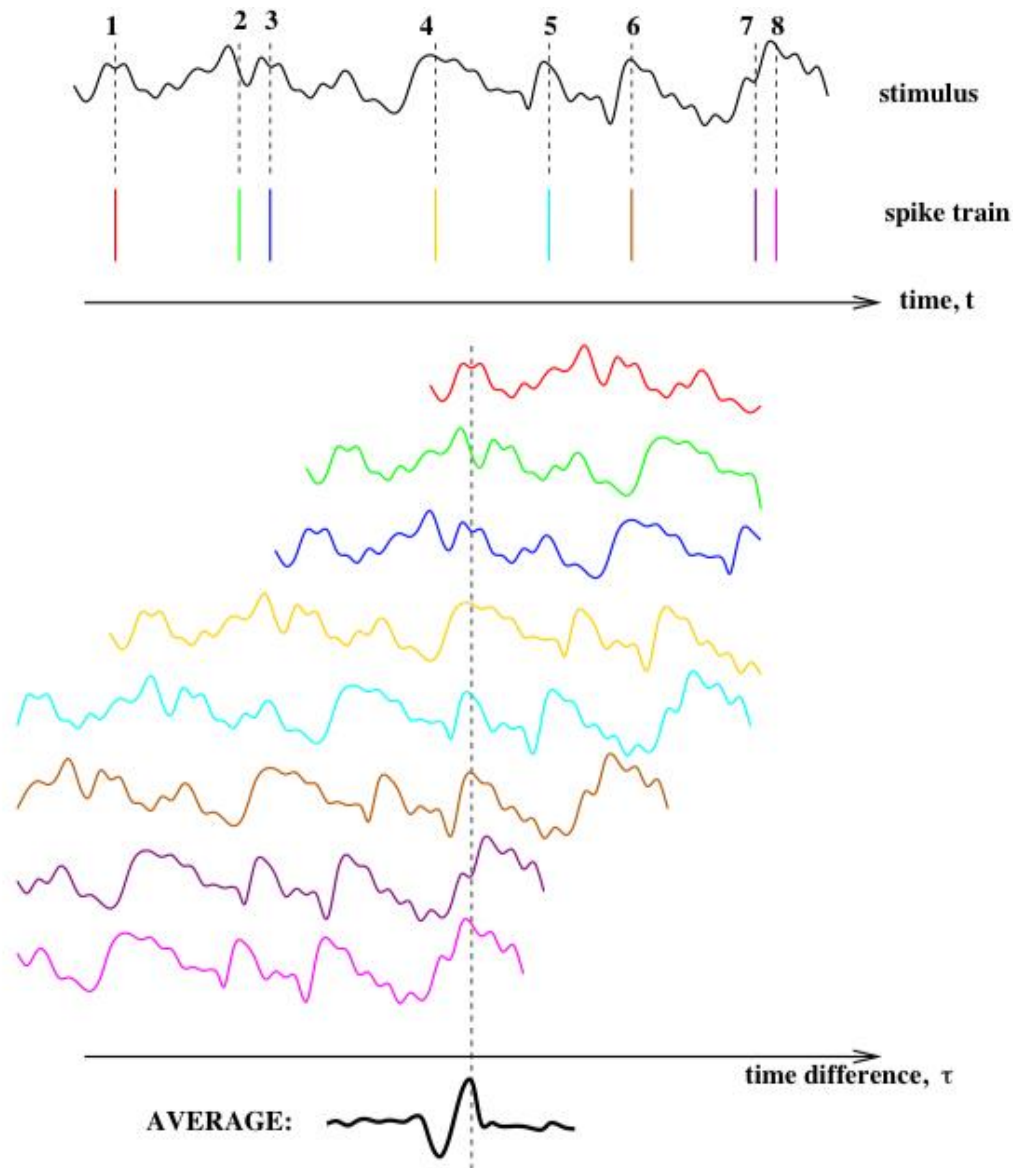 1 2 3 4 5 6 7 8
stimulus
spike train
time, t
time difference, τ
AVERAGE: